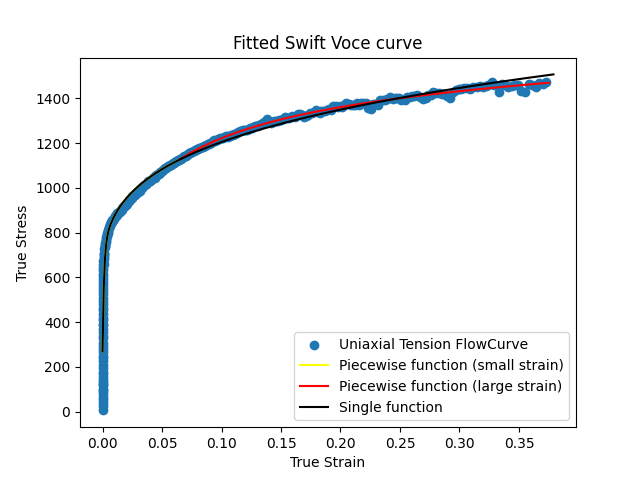 Fitted Swift Voce curve
True Stress
1400
1200
1000
800
600
400
200
0
Uniaxial Tension FlowCurve
Piecewise function (small strain)
Piecewise function (large strain)
Single function
0.00 0.05 0.10 0.15 0.20 0.25 0.30 0.35
True Strain